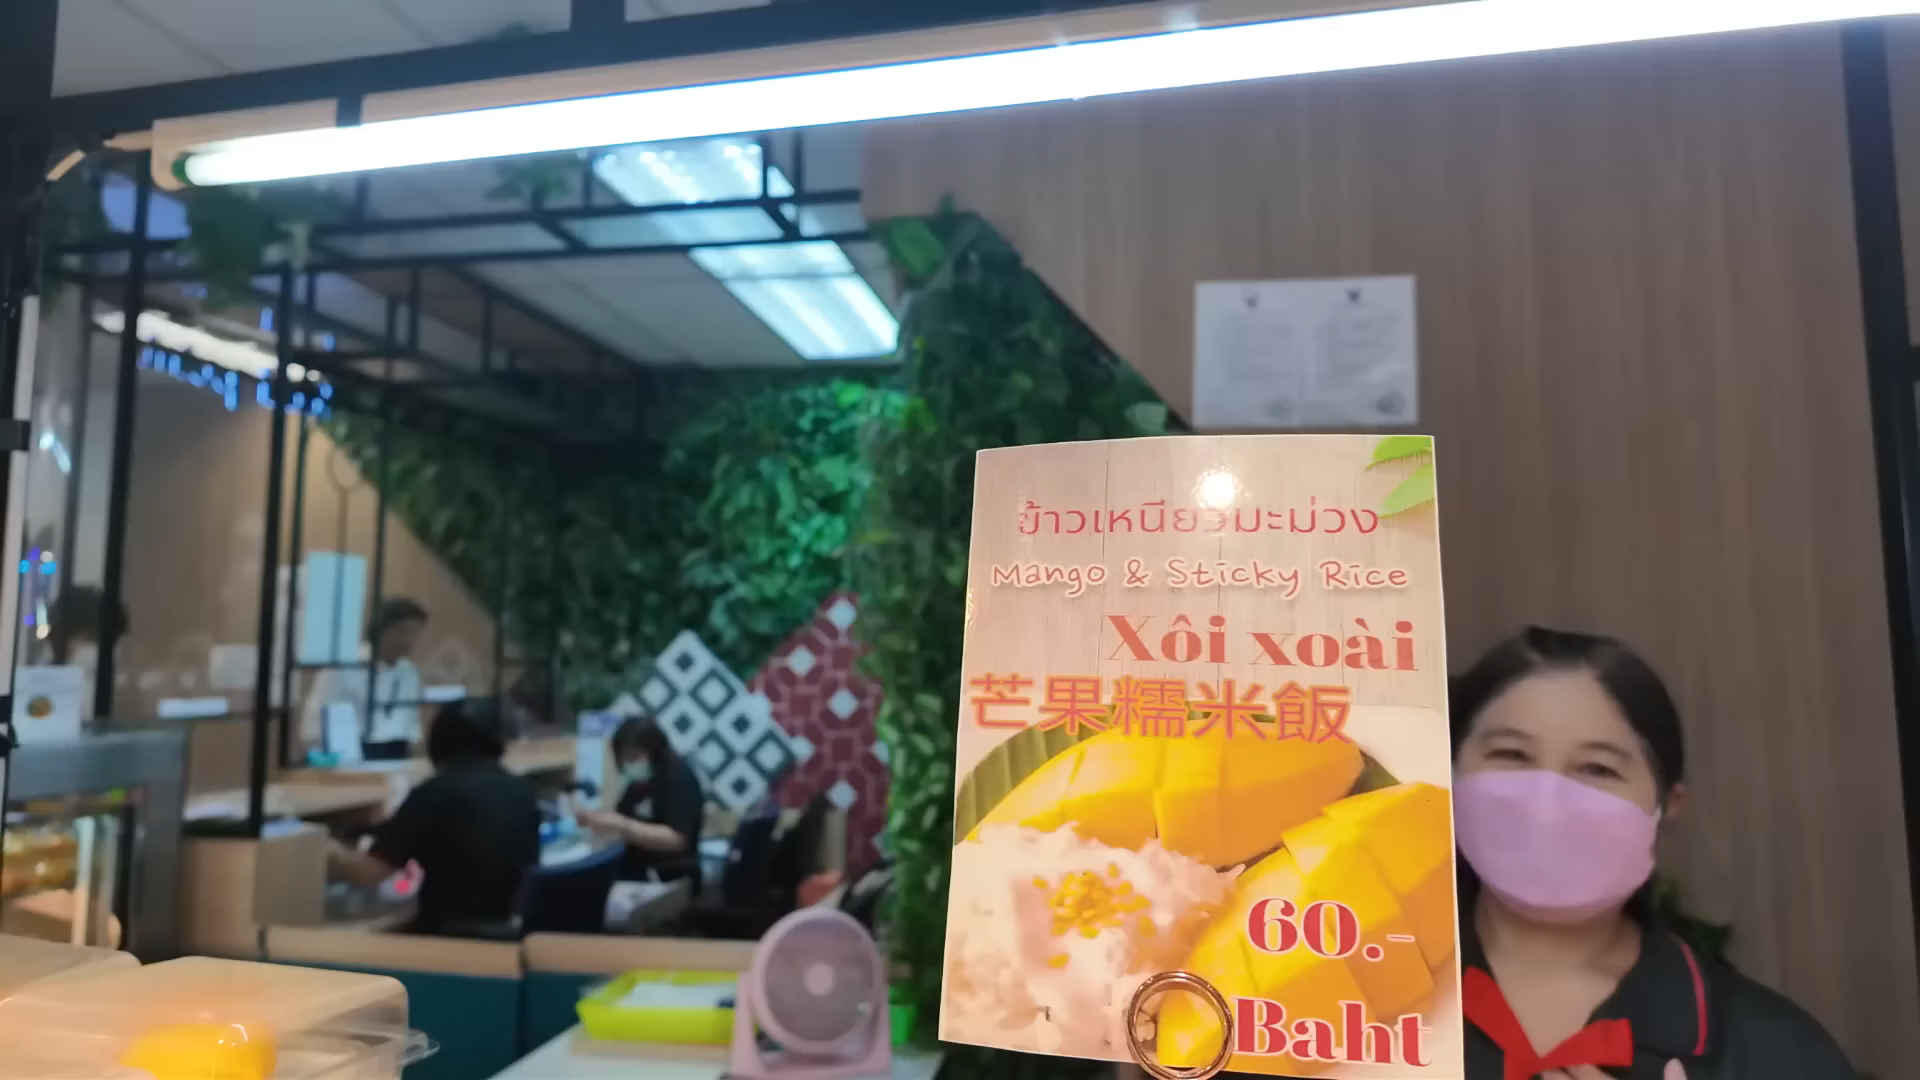 ข้าวเหนียวมะม่วง
Mango & Sticky Rice
Xôi xoài
芒果糯米飯
60.-
Baht